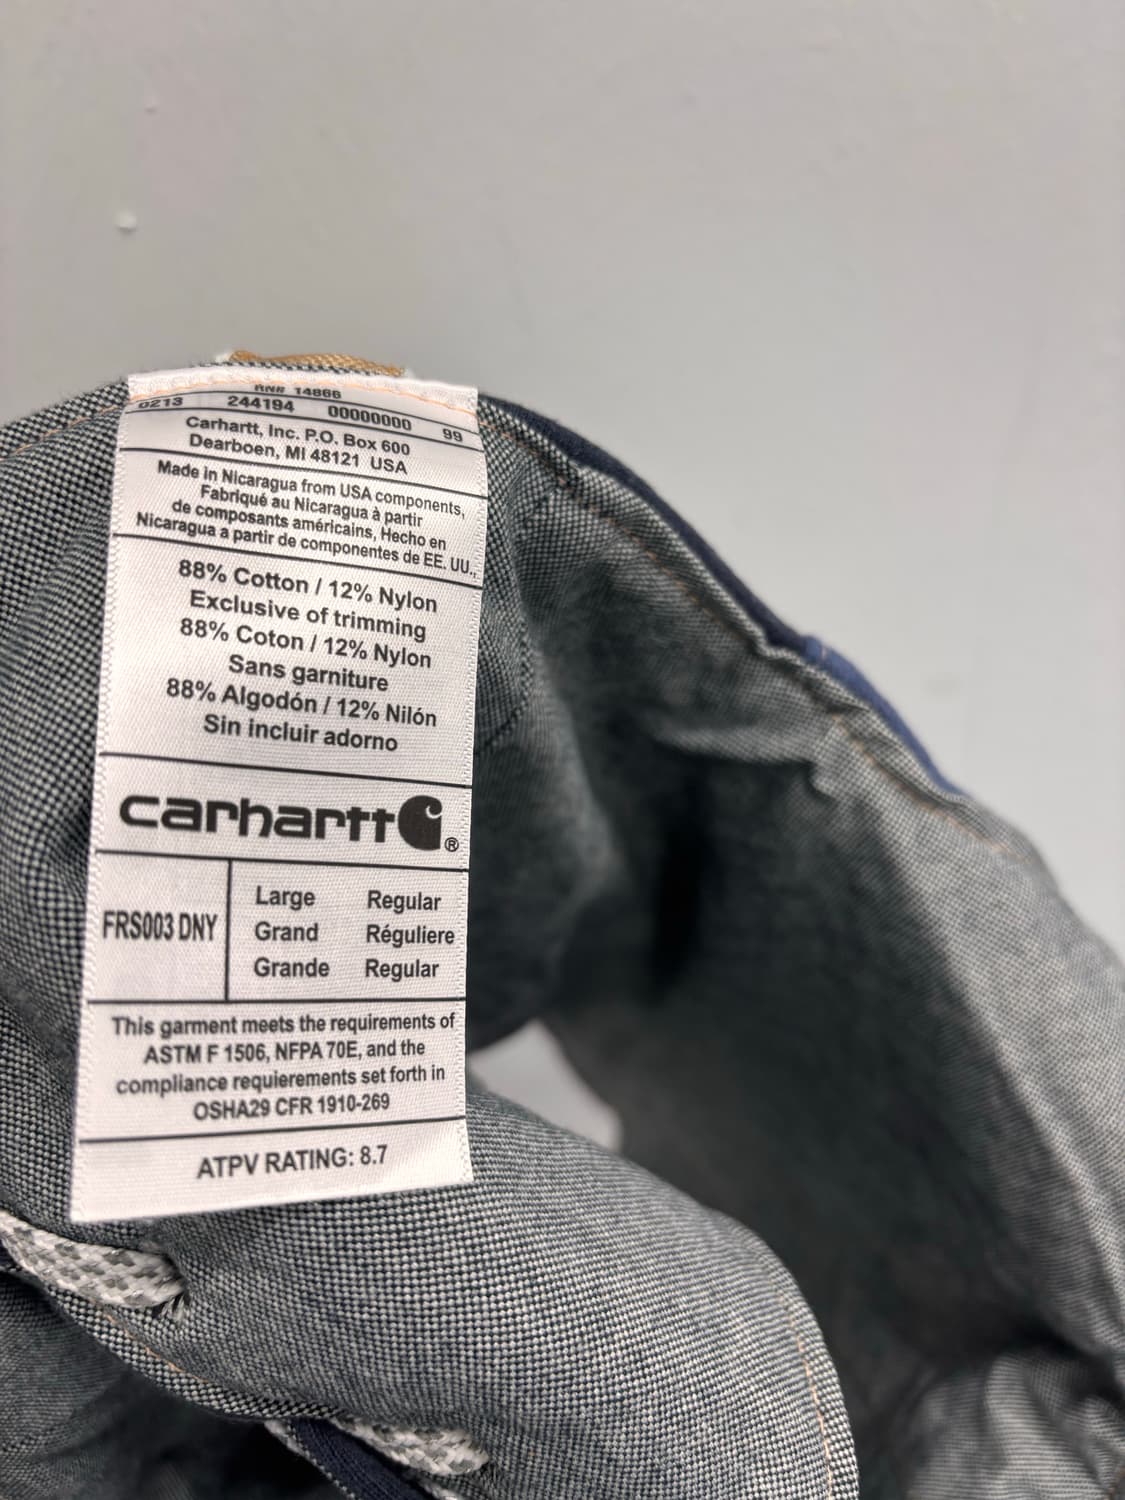 RN# 14866
0213 244194 00000000 99
Carhartt, Inc. P.O. Box 600
Dearboen, MI 48121 USA
Made in Nicaragua from USA components,
Fabriqué au Nicaragua à partir
de composants américains, Hecho en
Nicaragua a partir de componentes de EE. UU.,
88% Cotton / 12% Nylon
Exclusive of trimming
88% Coton / 12% Nylon
Sans garniture
88% Algodón / 12% Nilón
Sin incluir adorno
carhartt ®
FRS003 DNY
Large Regular
Grand Réguliere
Grande Regular
This garment meets the requirements of
ASTM F 1506, NFPA 70E, and the
compliance requierements set forth in
OSHA29 CFR 1910-269
ATPV RATING: 8.7